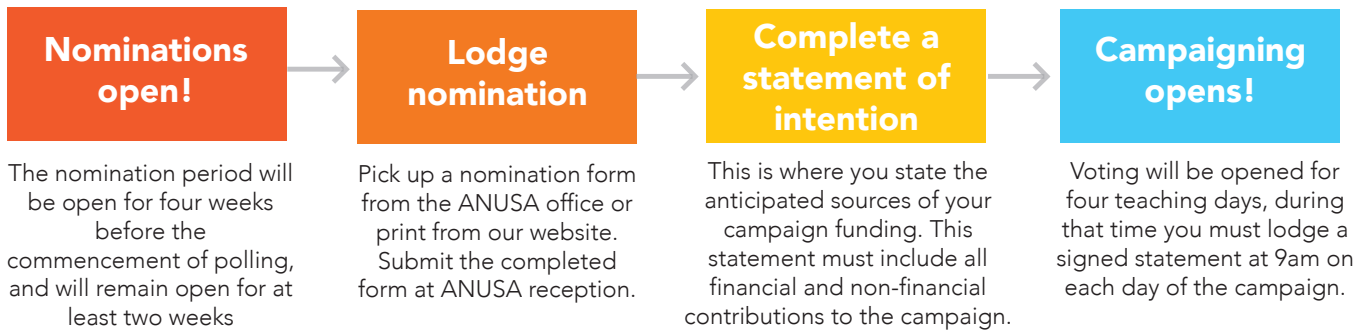 Nominations
open!
The nomination period will
be open for four weeks
before the
commencement of polling,
and will remain open for at
least two weeks
Lodge
nomination
Pick up a nomination form
from the ANUSA office or
print from our website.
Submit the completed
form at ANUSA reception.
Complete a
statement of
intention
This is where you state the
anticipated sources of your
campaign funding. This
statement must include all
financial and non-financial
contributions to the campaign.
Campaigning
opens!
Voting will be opened for
four teaching days, during
that time you must lodge a
signed statement at 9am on
each day of the campaign.